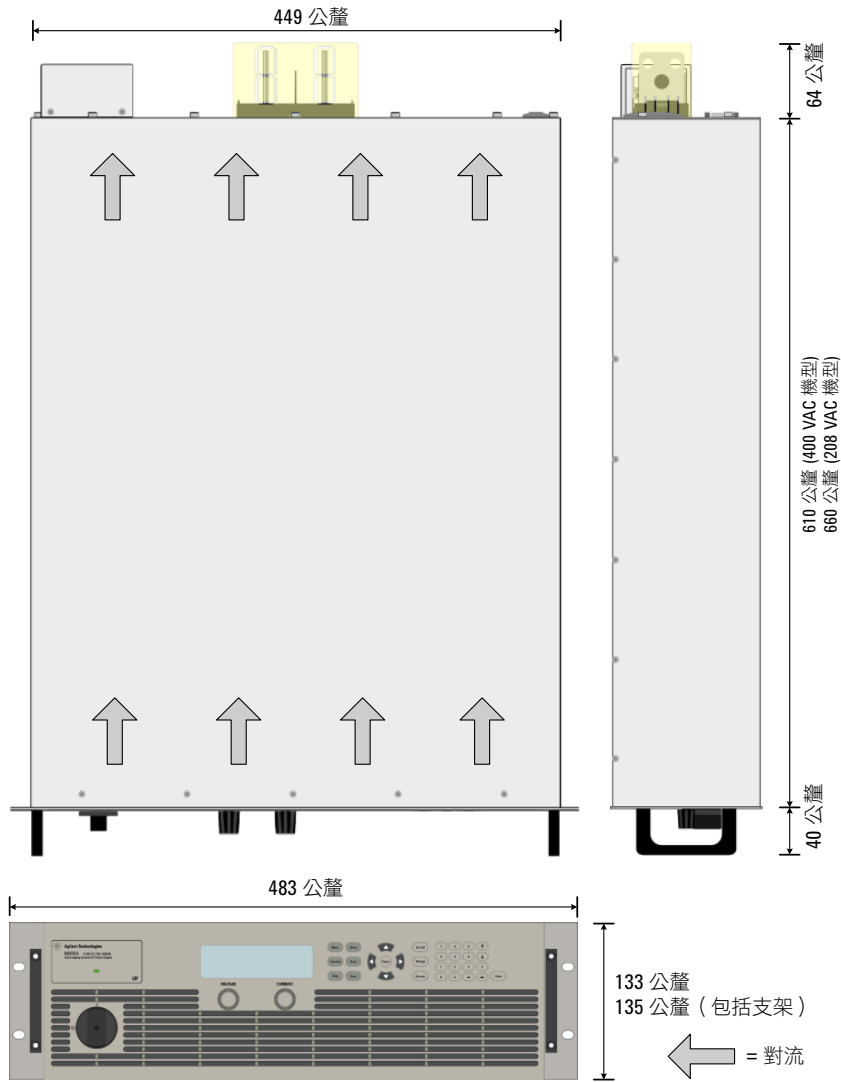 449 公釐
64 公釐
610 公釐 (400 VAC 機型)
660 公釐 (208 VAC 機型)
40 公釐
483 公釐
Agilent Technologies
VOLTAGE
CURRENT
133 公釐
135 公釐（包括支架）
= 對流